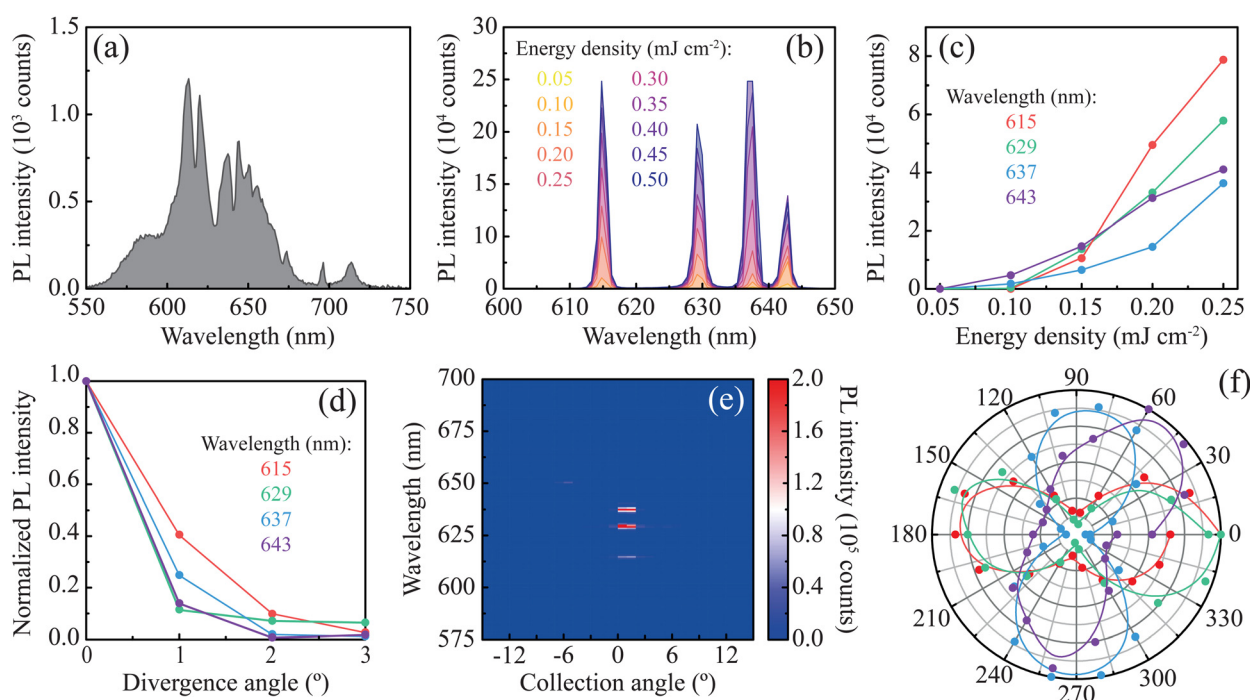 (a)
PL intensity (10³ counts)
1.5
1.0
0.5
0.0
550 600 650 700 750
Wavelength (nm)
(b)
PL intensity (10⁴ counts)
30
25
25
15
10
10
0
Energy density (mJ cm⁻²):
0.05 0.30
0.10 0.35
0.15 0.40
0.20 0.45
0.25 0.50
600 610 620 630 640 650
Wavelength (nm)
(c)
PL intensity (10⁴ counts)
8
6
4
2
0
Wavelength (nm):
615
629
637
643
0.05 0.10 0.15 0.20 0.25
Energy density (mJ cm⁻²)
(d)
Normalized PL intensity
1.0
0.8
0.6
0.4
0.2
0.0
Wavelength (nm):
615
629
637
643
0 1 2 3
Divergence angle (º)
(e)
Wavelength (nm)
700
675
650
625
600
575
-12 -6 0 6 12
Collection angle (º)
2.0
1.6
1.2
0.8
0.4
0.0
PL intensity (10⁵ counts)
(f)
90
120 60
150 30
180 0
210 330
240 300
270